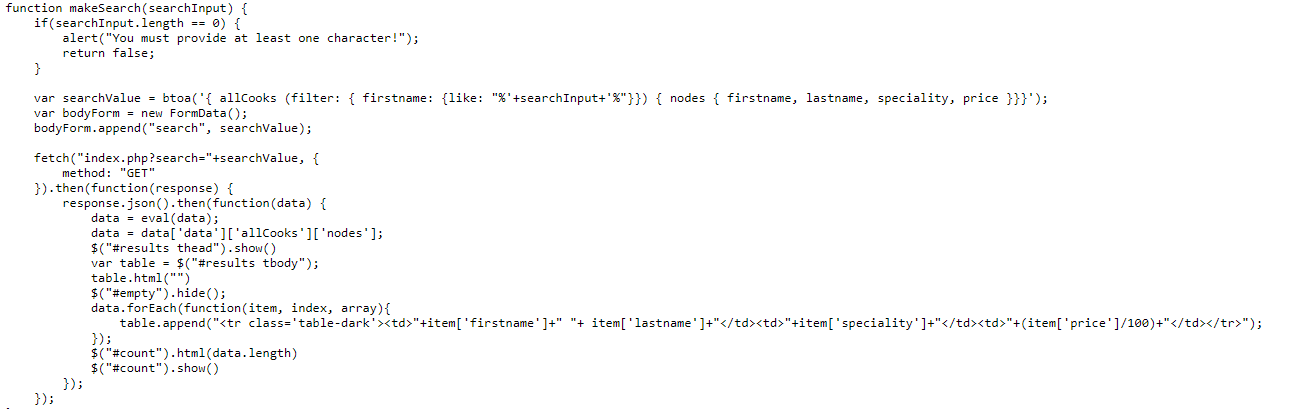 function makeSearch(searchInput) {
    if(searchInput.length == 0) {
        alert("You must provide at least one character!");
        return false;
    }

    var searchValue = btoa('{ allCooks (filter: { firstname: {like: "%'+searchInput+'%"}}) { nodes { firstname, lastname, speciality, price }}}');
    var bodyForm = new FormData();
    bodyForm.append("search", searchValue);

    fetch("index.php?search="+searchValue, {
        method: "GET"
    }).then(function(response) {
        response.json().then(function(data) {
            data = eval(data);
            data = data['data']['allCooks']['nodes'];
            $("#results thead").show()
            var table = $("#results tbody");
            table.html("")
            $("#empty").hide();
            data.forEach(function(item, index, array){
                table.append("<tr class='table-dark'><td>"+item['firstname']+" "+ item['lastname']+"</td><td>"+item['speciality']+"</td><td>"+(item['price']/100)+"</td></tr>");
            });
            $("#count").html(data.length)
            $("#count").show()
        });
    });